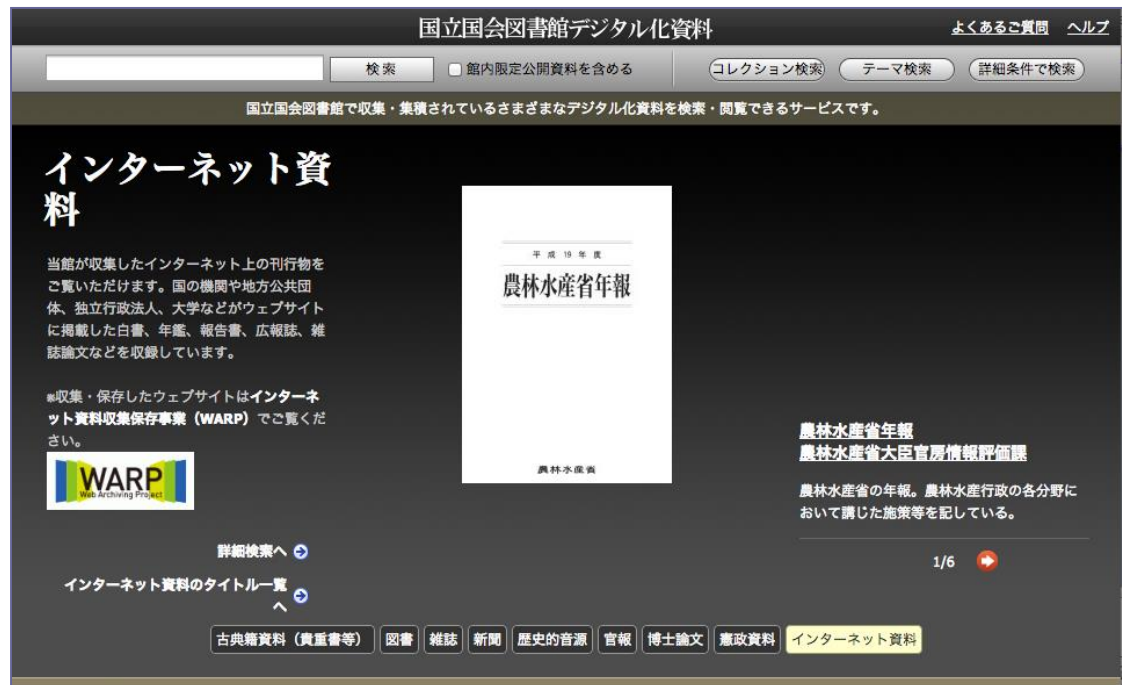 国立国会図書館デジタル化資料
よくあるご質問 ヘルプ
検索 館内限定公開資料を含める コレクション検索 テーマ検索 詳細条件で検索
国立国会図書館で収集・集積されているさまざまなデジタル化資料を検索・閲覧できるサービスです。
インターネット資
料
当館が収集したインターネット上の刊行物を
ご覧いただけます。国の機関や地方公共団
体、独立行政法人、大学などがウェブサイト
に掲載した白書、年鑑、報告書、広報誌、雑
誌論文などを収録しています。
※収集・保存したウェブサイトはインターネ
ット資料収集保存事業（WARP）でご覧くだ
さい。
WARP
Web Archiving Project
詳細検索へ
インターネット資料のタイトル一覧
へ
平成19年度
農林水産省年報
農林水産省
農林水産省年報
農林水産省大臣官房情報評価課
農林水産省の年報。農林水産行政の各分野に
おいて講じた施策等を記している。
1/6
古典籍資料（貴重書等） 図書 雑誌 新聞 歴史的音源 官報 博士論文 憲政資料 インターネット資料